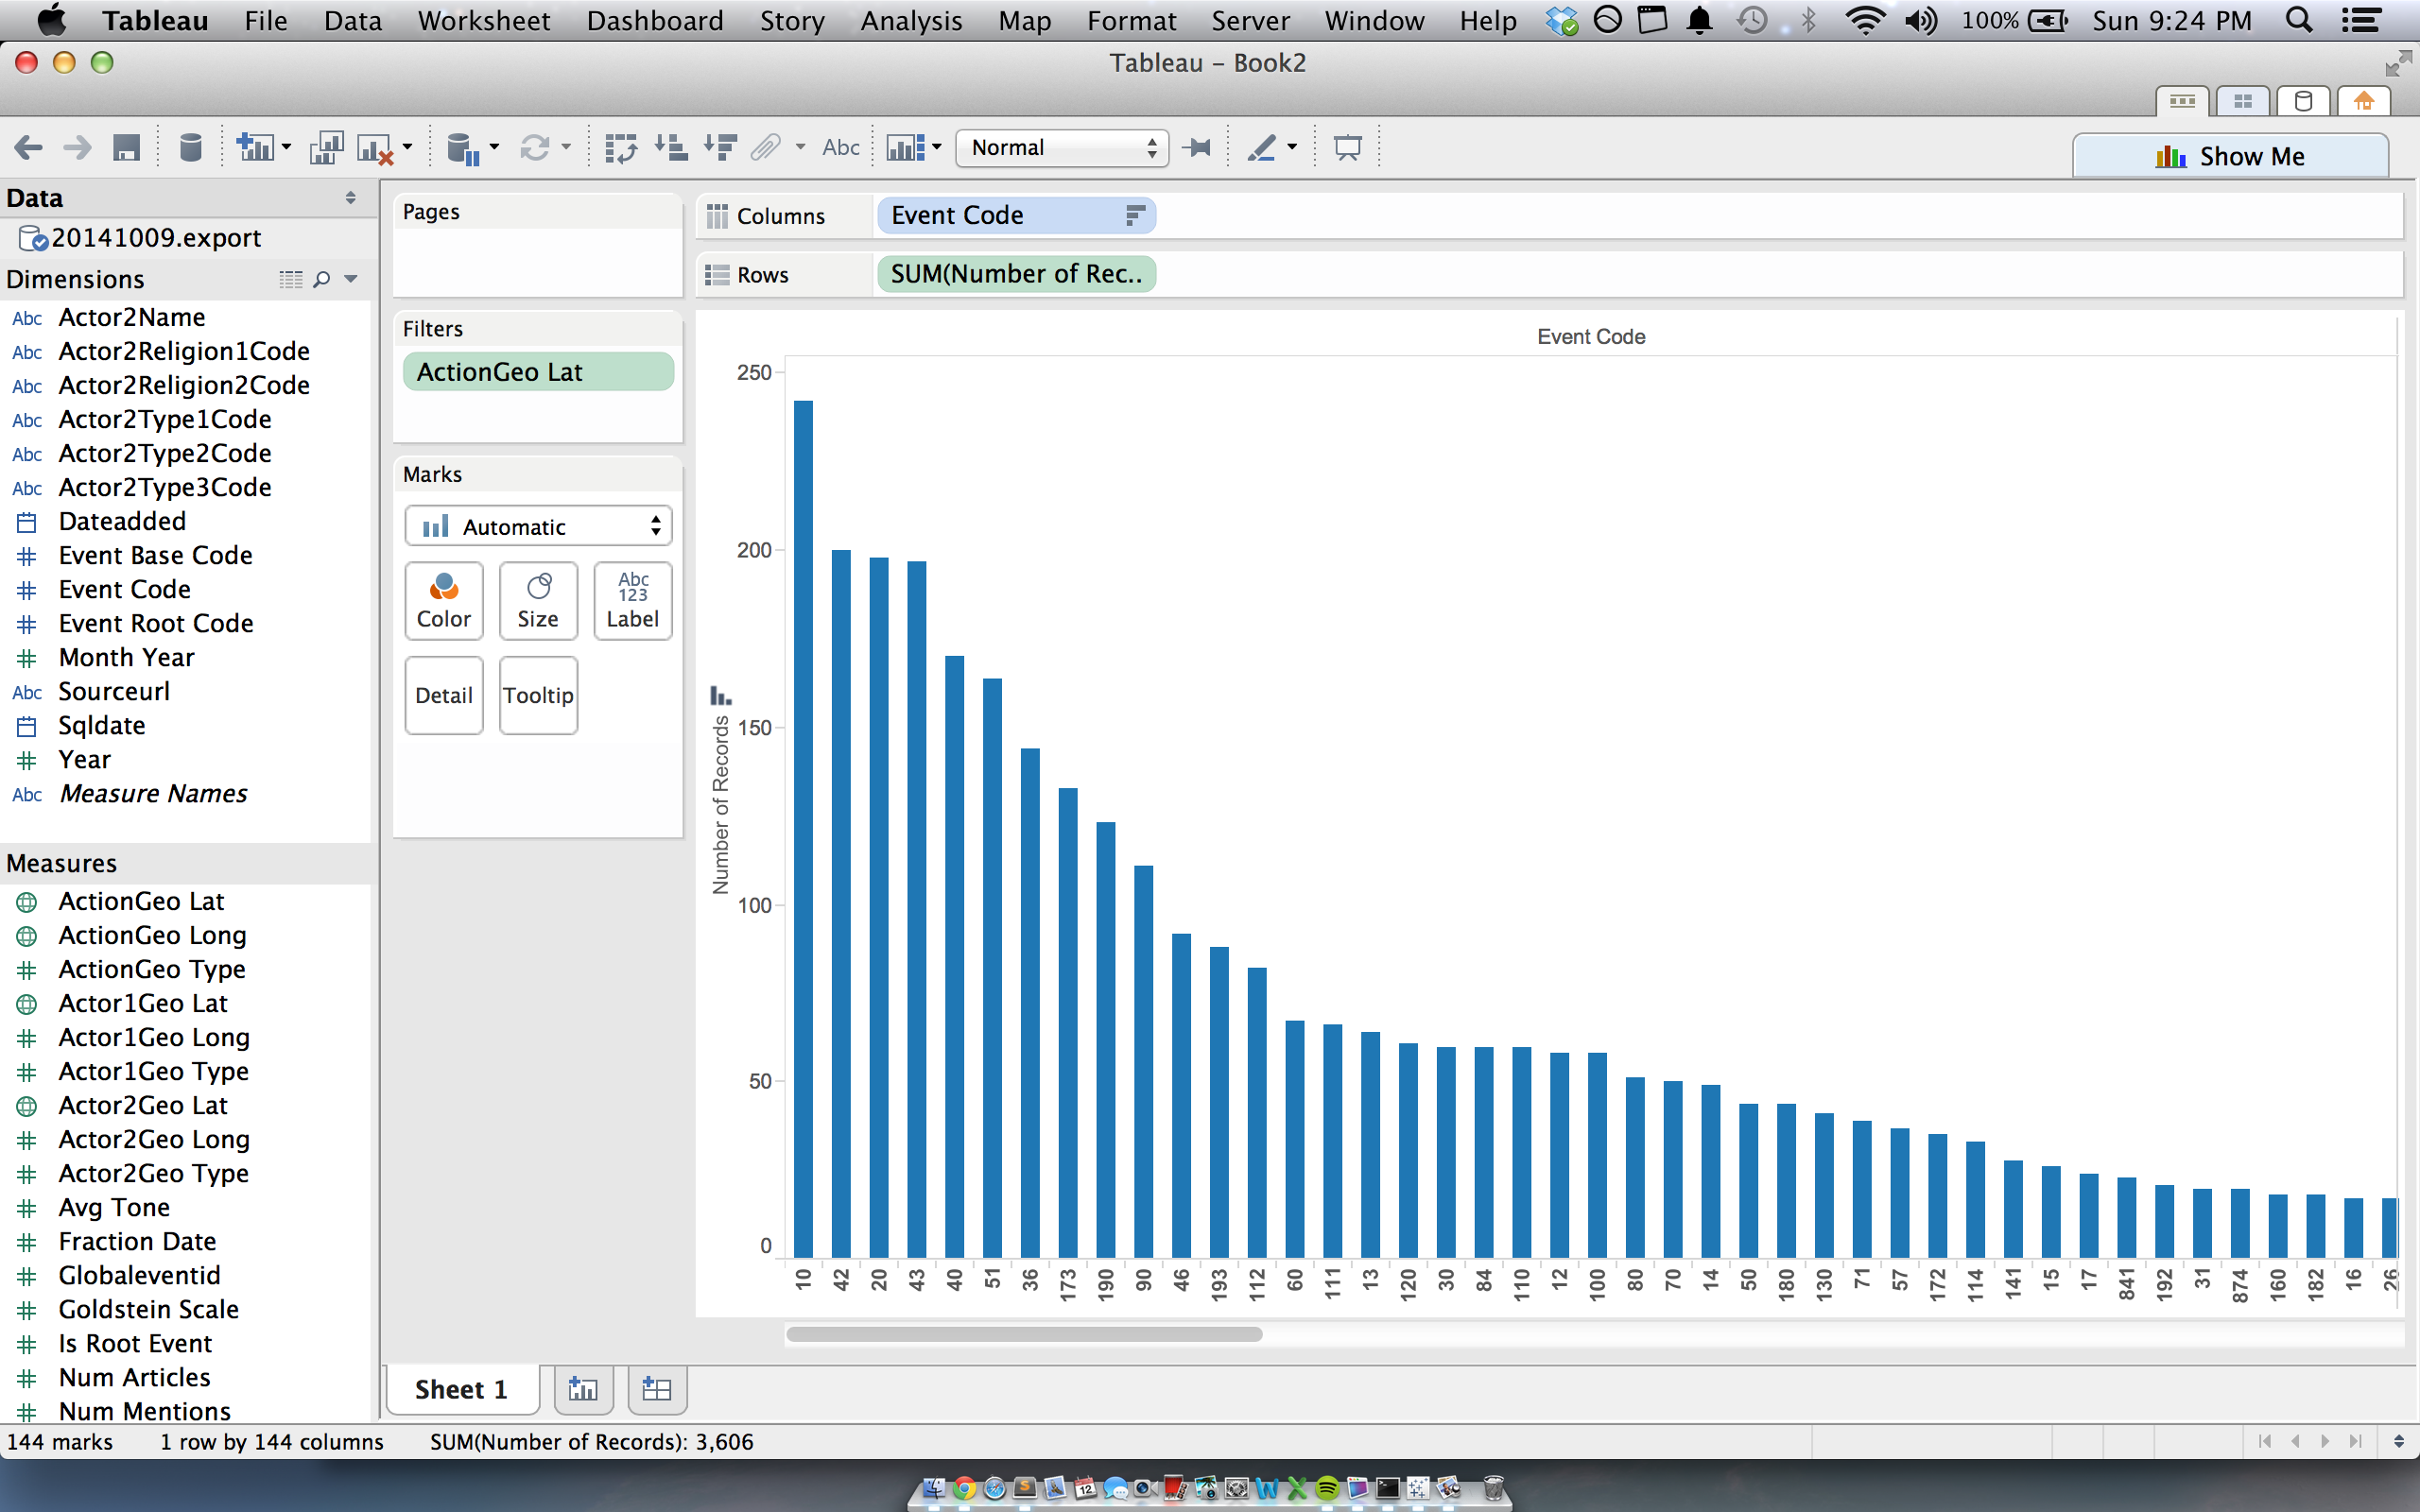 Tableau File Data Worksheet Dashboard Story Analysis Map Format Server Window Help 100% Sun 9:24 PM
Tableau - Book2
Abc Normal Show Me
Data
20141009.export
Dimensions
Abc Actor2Name
Abc Actor2Religion1Code
Abc Actor2Religion2Code
Abc Actor2Type1Code
Abc Actor2Type2Code
Abc Actor2Type3Code
Dateadded
# Event Base Code
# Event Code
# Event Root Code
# Month Year
Abc Sourceurl
Sqldate
# Year
Abc Measure Names
Measures
ActionGeo Lat
ActionGeo Long
# ActionGeo Type
Actor1Geo Lat
# Actor1Geo Long
# Actor1Geo Type
Actor2Geo Lat
# Actor2Geo Long
# Actor2Geo Type
# Avg Tone
# Fraction Date
# Globaleventid
# Goldstein Scale
# Is Root Event
# Num Articles
# Num Mentions
Pages
Filters
ActionGeo Lat
Marks
Automatic
Color Size Abc 123 Label
Detail Tooltip
Columns Event Code
Rows SUM(Number of Rec..
Event Code
Number of Records
250
200
150
100
50
0
10 42 20 43 40 51 36 173 190 90 46 193 112 60 111 13 120 30 84 110 12 100 80 70 14 50 180 130 71 57 172 114 141 15 17 841 192 31 874 160 182 16 26
Sheet 1
144 marks 1 row by 144 columns SUM(Number of Records): 3,606
12